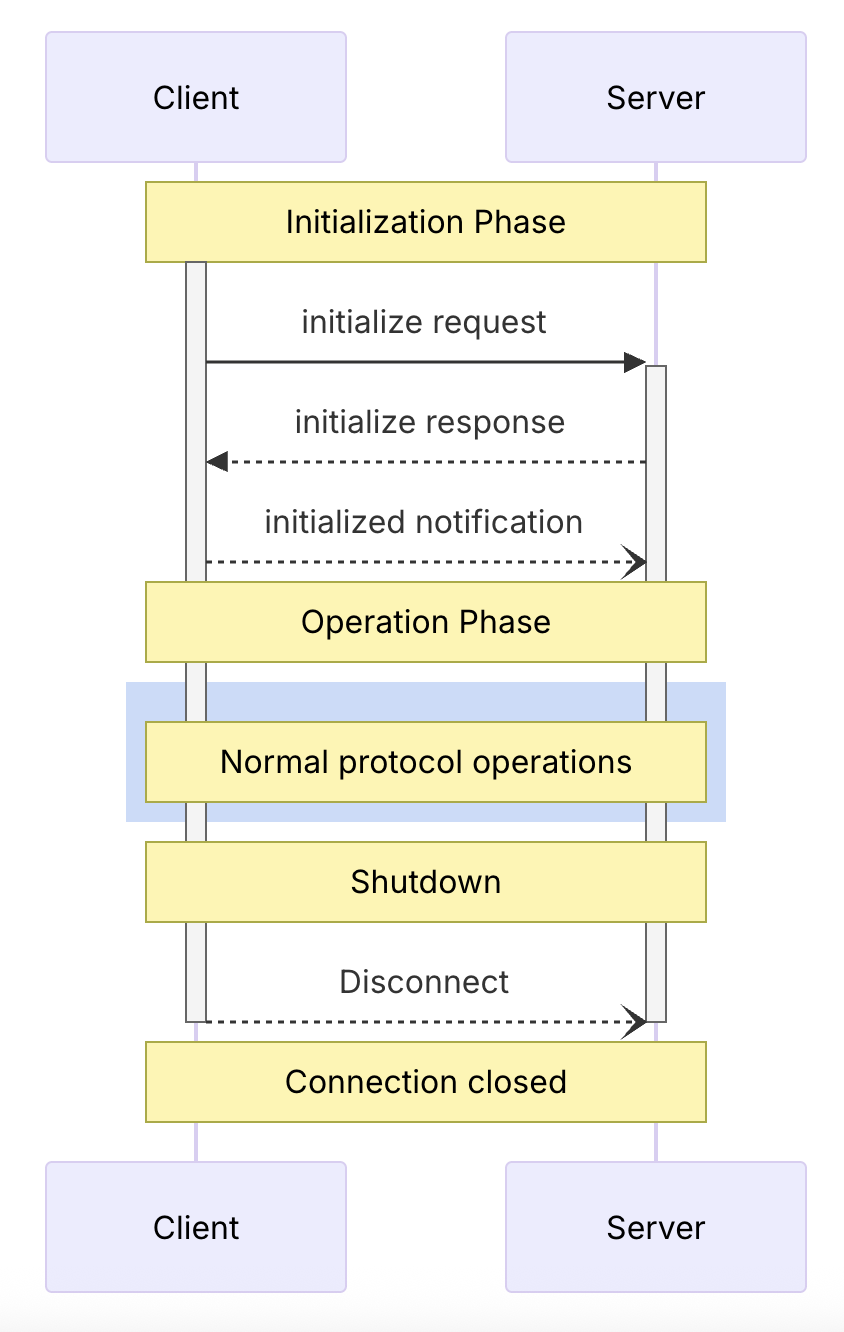 Client
Server
Initialization Phase
initialize request
initialize response
initialized notification
Operation Phase
Normal protocol operations
Shutdown
Disconnect
Connection closed
Client
Server